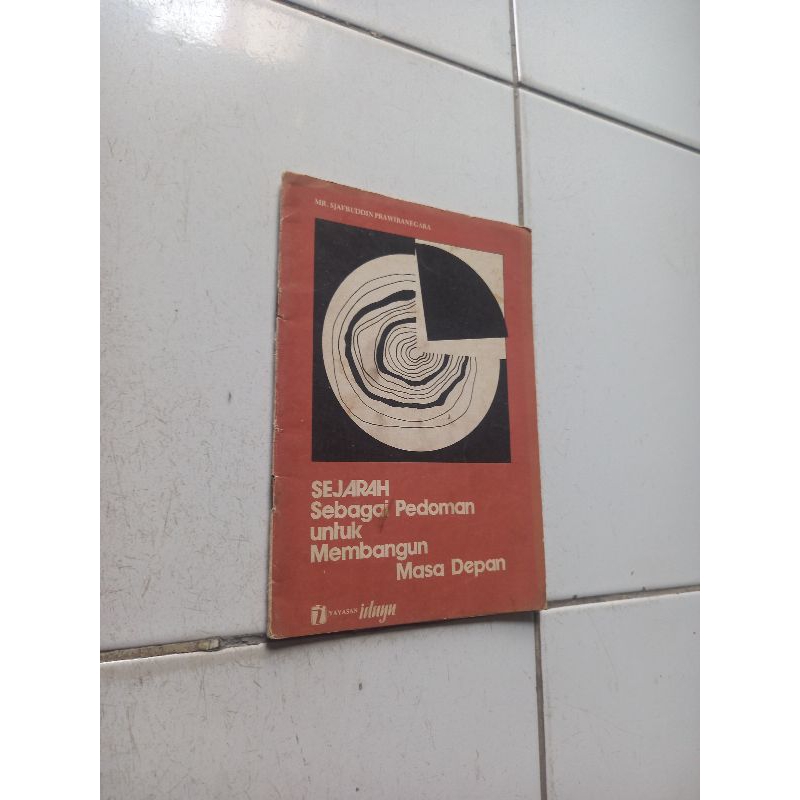 MR. SJAFRUDDIN PRAWIRANEGARA
SEJARAH
Sebagai Pedoman
untuk
Membangun
Masa Depan
YAYASAN idayu